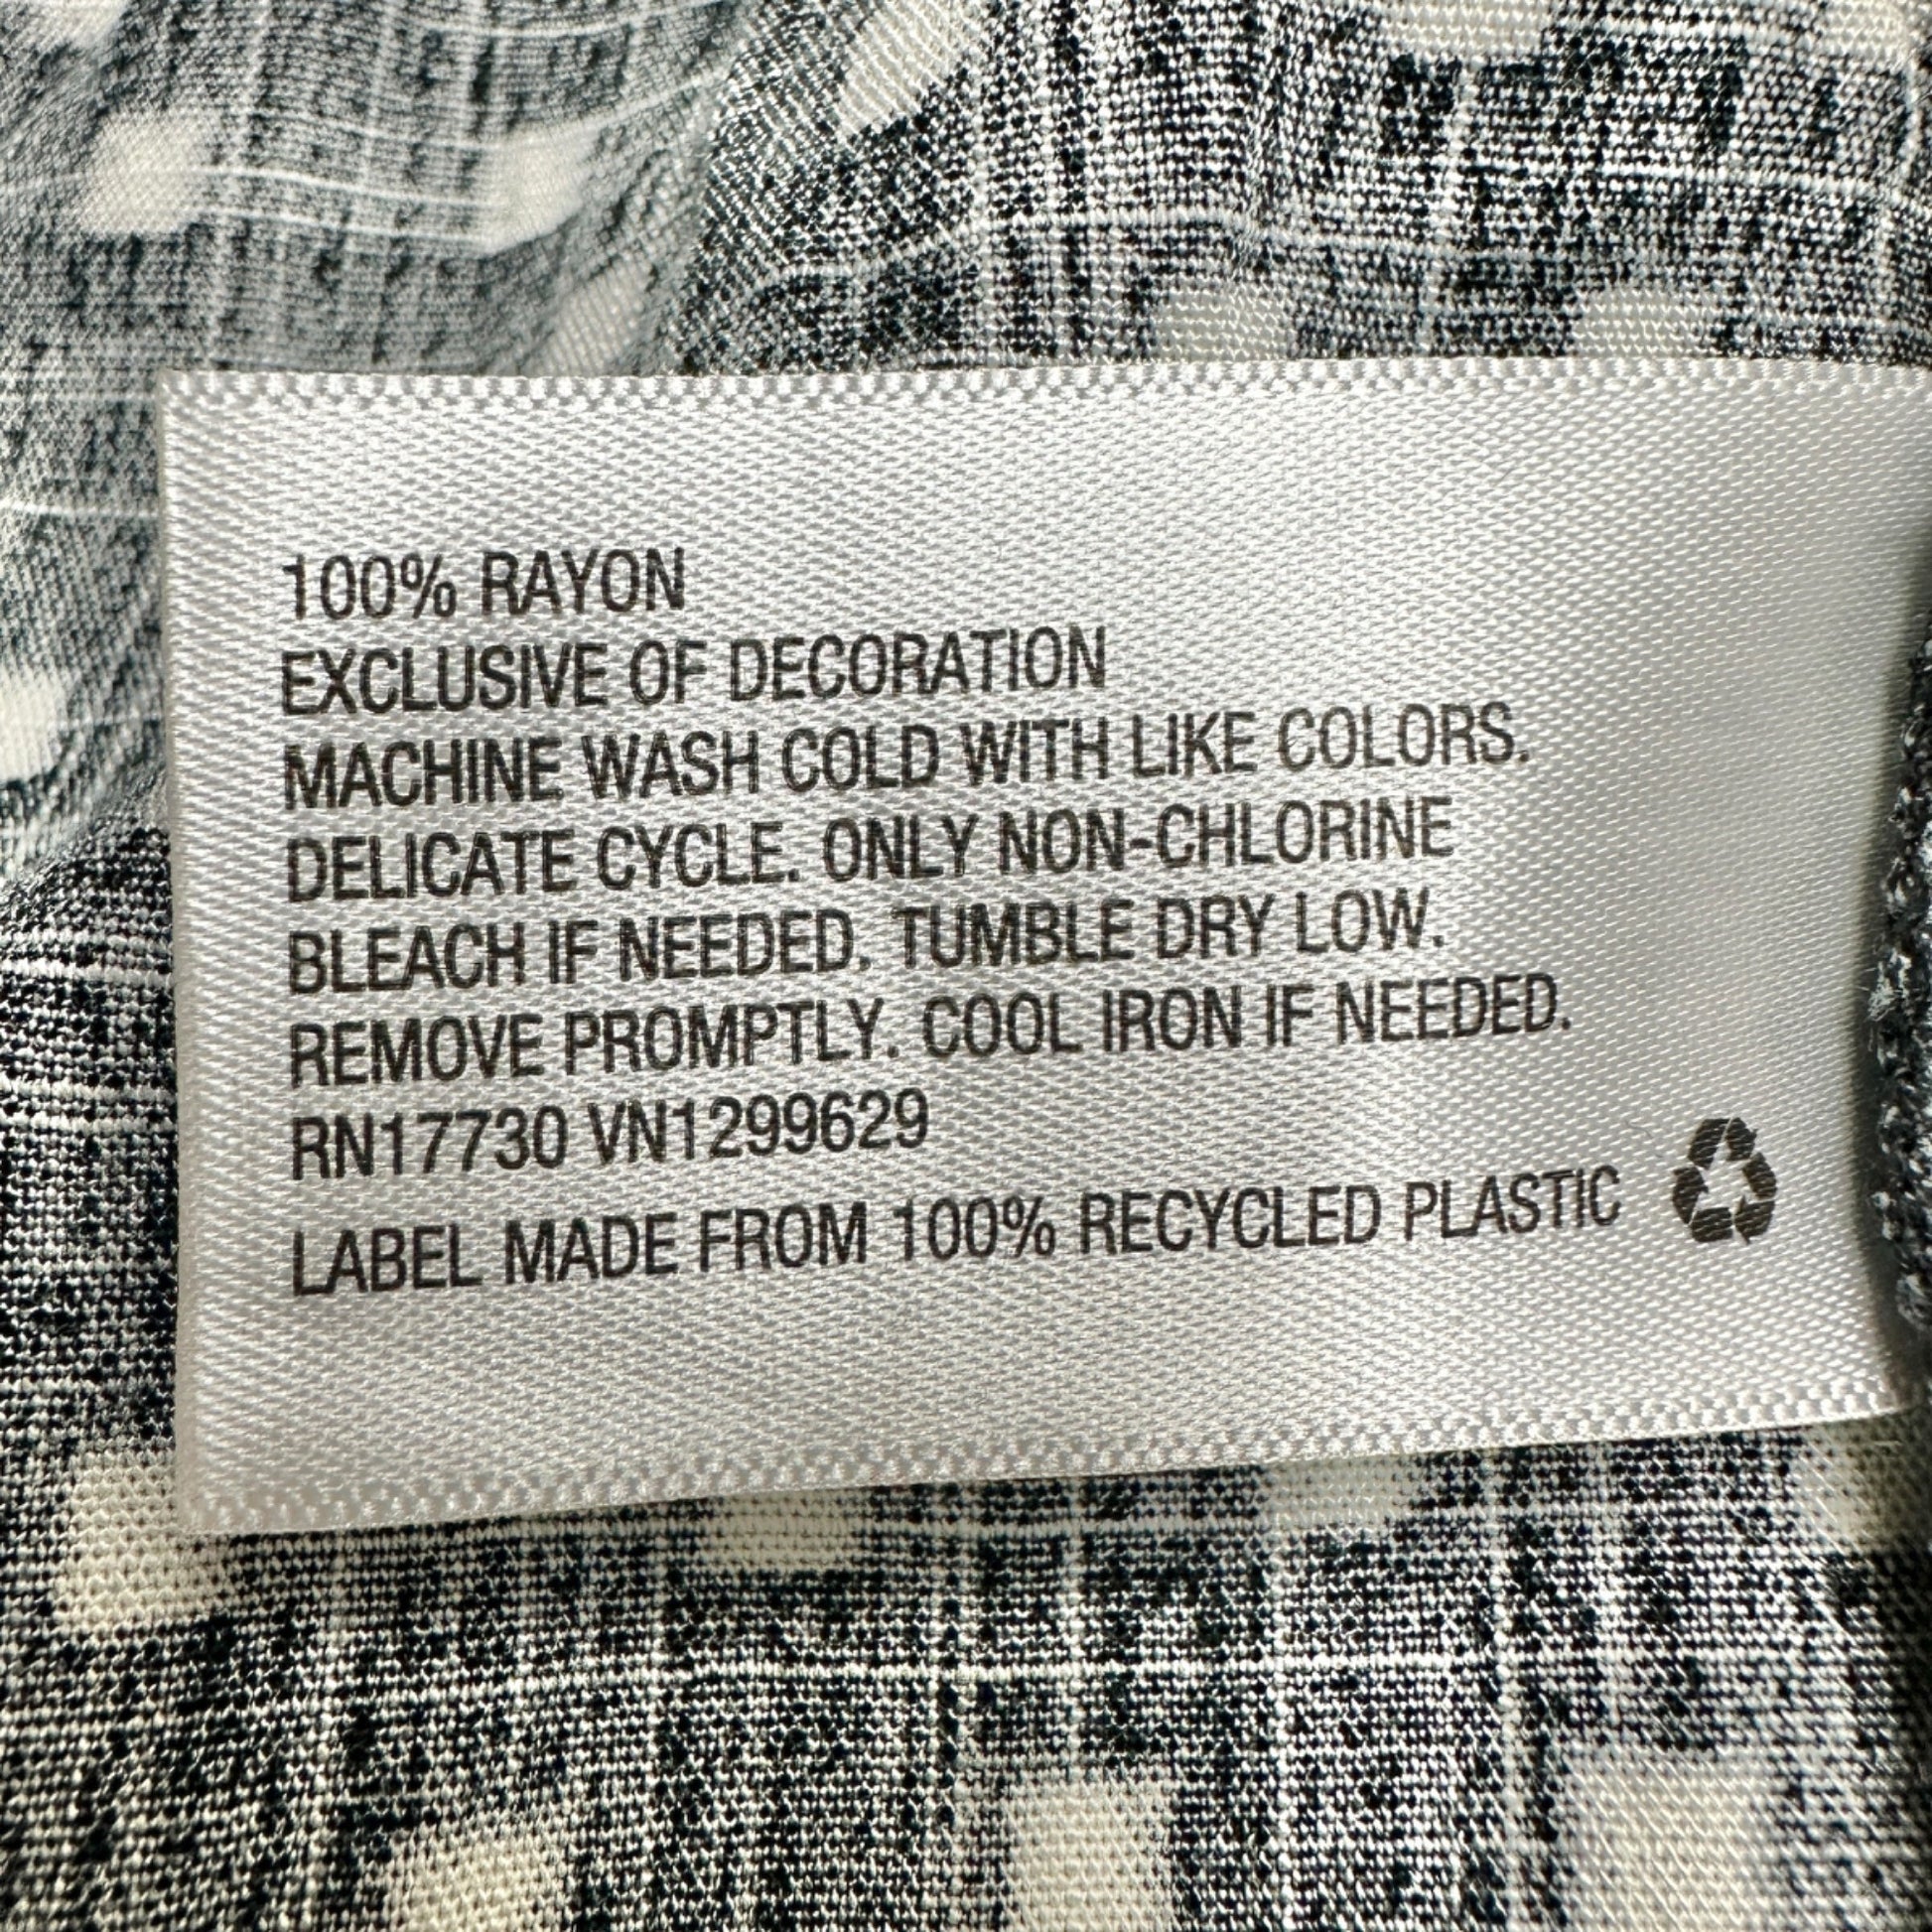 100% RAYON
EXCLUSIVE OF DECORATION
MACHINE WASH COLD WITH LIKE COLORS.
DELICATE CYCLE. ONLY NON-CHLORINE
BLEACH IF NEEDED. TUMBLE DRY LOW.
REMOVE PROMPTLY. COOL IRON IF NEEDED.
RN17730 VN1299629
LABEL MADE FROM 100% RECYCLED PLASTIC